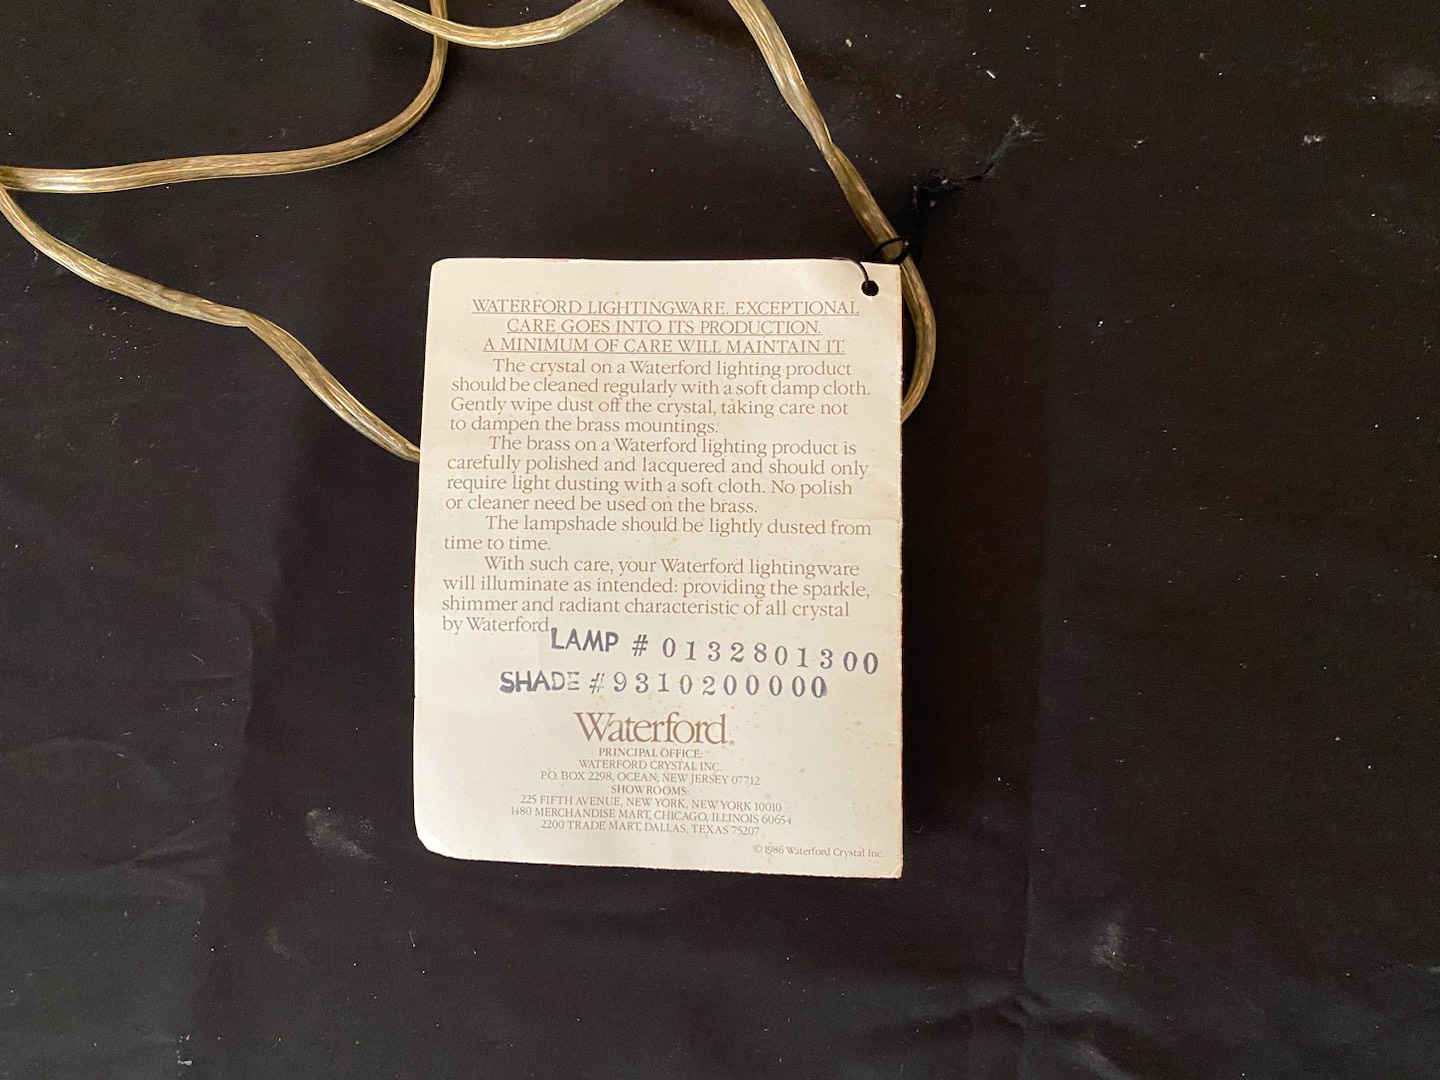 WATERFORD LIGHTINGWARE. EXCEPTIONAL
CARE GOES INTO ITS PRODUCTION.
A MINIMUM OF CARE WILL MAINTAIN IT.
The crystal on a Waterford lighting product
should be cleaned regularly with a soft damp cloth.
Gently wipe dust off the crystal, taking care not
to dampen the brass mountings.
The brass on a Waterford lighting product is
carefully polished and lacquered and should only
require light dusting with a soft cloth. No polish
or cleaner need be used on the brass.
The lampshade should be lightly dusted from
time to time.
With such care, your Waterford lightingware
will illuminate as intended: providing the sparkle,
shimmer and radiant characteristic of all crystal
by Waterford.
LAMP # 0132801300
SHADE # 9310200000
Waterford®
PRINCIPAL OFFICE:
WATERFORD CRYSTAL INC.
P.O. BOX 2298, OCEAN, NEW JERSEY 07712
SHOWROOMS:
225 FIFTH AVENUE, NEW YORK, NEW YORK 10010
1480 MERCHANDISE MART, CHICAGO, ILLINOIS 60654
2200 TRADE MART, DALLAS, TEXAS 75207
© 1986 Waterford Crystal Inc.